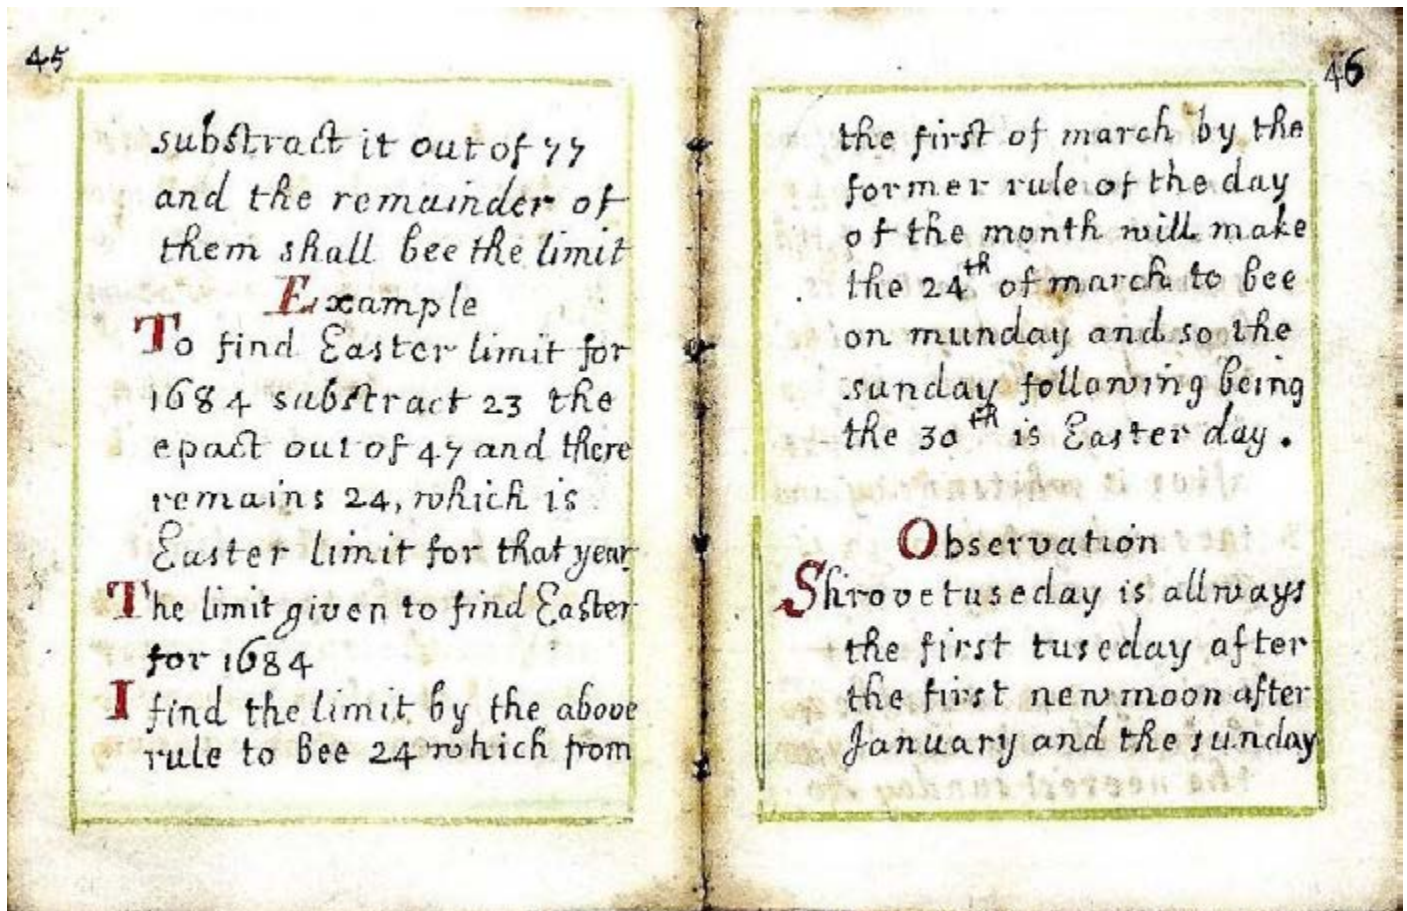 45
substract it out of 77
and the remainder of
them shall bee the limit
Example
To find Easter limit for
1684 substract 23 the
epact out of 47 and there
remains 24, which is
Easter limit for that year
The limit given to find Easter
for 1684
I find the limit by the above
rule to bee 24 which from
46
the first of march by the
former rule of the day
of the month will make
the 24th of march to bee
on munday and so the
sunday following being
the 30th is Easter day.
Observation
Shrovetuseday is allways
the first tuseday after
the first new moon after
January and the sunday